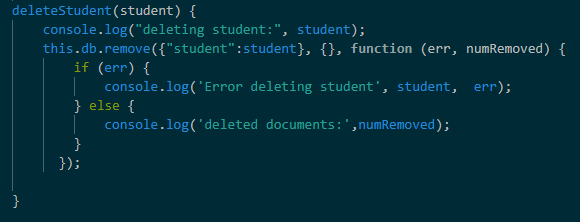 deleteStudent(student) {
console.log("deleting student:", student);
this.db.remove({"student":student}, {}, function (err, numRemoved) {
if (err) {
console.log('Error deleting student', student,  err);
} else {
console.log('deleted documents:',numRemoved);
}
});
}